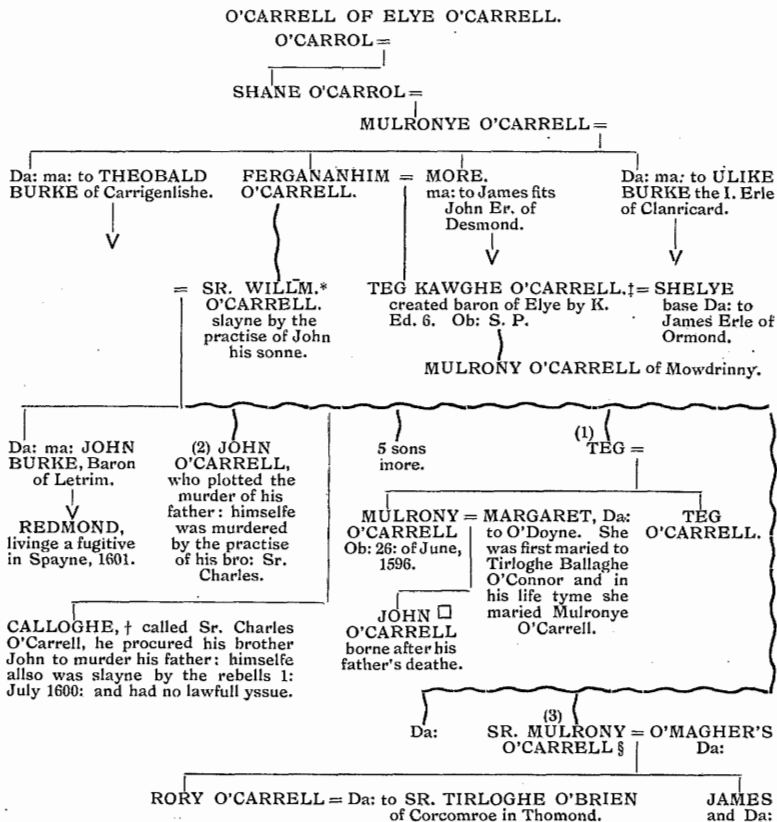 O'CARRELL OF ELYE O'CARRELL.
O'CARROL =
SHANE O'CARROL =
MULRONYE O'CARRELL =
Da: ma: to THEOBALD
BURKE of Carrigenlishe.
FERGANANHIM =
O'CARRELL.
MORE.
ma: to James fits
John Er. of
Desmond.
Da: ma: to ULIKE
BURKE the I. Erle
of Clanricard.
= SR. WILLM.*
O'CARRELL.
slayne by the
practise of John
his sonne.
TEG KAWGHE O'CARRELL.‡ =
created baron of Elye by K.
Ed. 6. Ob: S. P.
SHELYE
base Da: to
James Erle of
Ormond.
MULRONY O'CARRELL of Mowdrinny.
Da: ma: JOHN
BURKE, Baron
of Letrim.
REDMOND,
livinge a fugitive
in Spayne, 1601.
(2) JOHN
O'CARRELL,
who plotted the
murder of his
father: himselfe
was murdered
by the practise
of his bro: Sr.
Charles.
5 sons
more.
(1)
TEG =
MULRONY =
O'CARRELL
Ob: 26: of June,
1596.
MARGARET, Da:
to O'Doyne. She
was first maried to
Tirloghe Ballaghe
O'Connor and in
his life tyme she
maried Mulronye
O'Carrell.
TEG
O'CARRELL.
JOHN □
O'CARRELL
borne after his
father's deathe.
CALLOGHE, † called Sr. Charles
O'Carrell, he procured his brother
John to murder his father: himselfe
allso was slayne by the rebells 1:
July 1600: and had no lawfull yssue.
Da:
(3)
SR. MULRONY =
O'CARRELL §
O'MAGHER'S
Da:
RORY O'CARRELL = Da: to SR. TIRLOGHE O'BRIEN
of Corcomroe in Thomond.
JAMES
and Da: